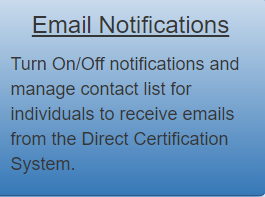 Email Notifications
Turn On/Off notifications and
manage contact list for
individuals to receive emails
from the Direct Certification
System.